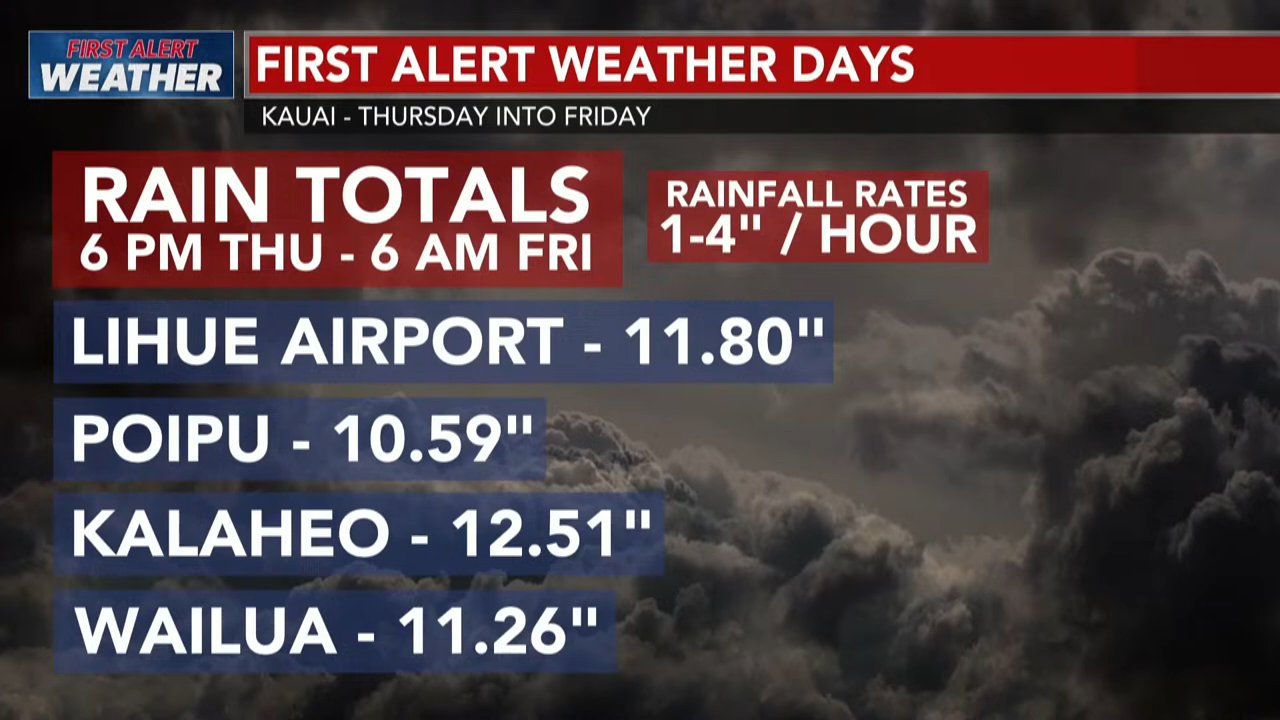 FIRST ALERT
WEATHER
FIRST ALERT WEATHER DAYS
KAUAI - THURSDAY INTO FRIDAY
RAIN TOTALS
6 PM THU - 6 AM FRI
RAINFALL RATES
1-4" / HOUR
LIHUE AIRPORT - 11.80"
POIPU - 10.59"
KALAHEO - 12.51"
WAILUA - 11.26"